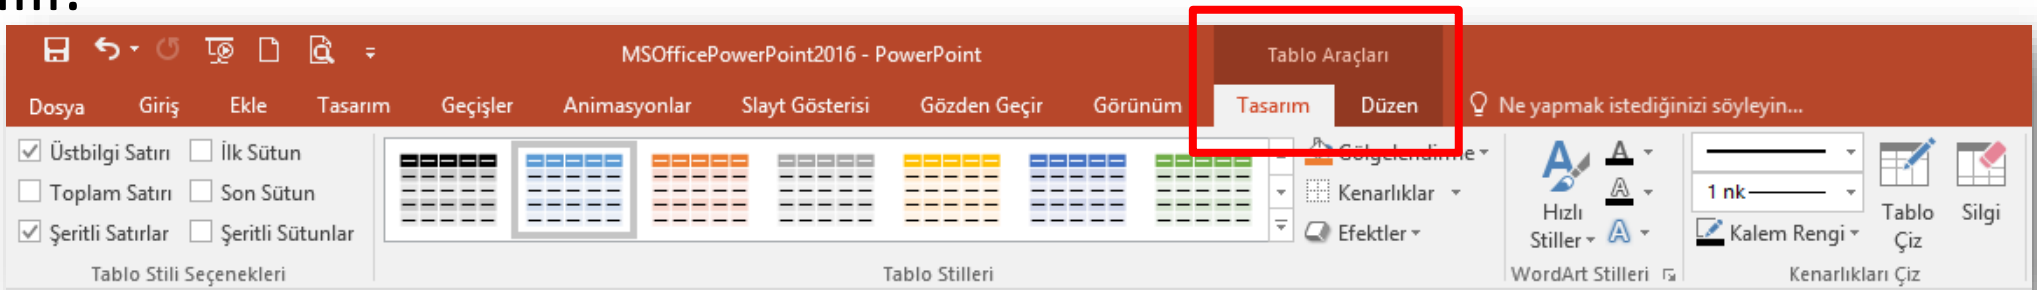 MSOfficePowerPoint2016 - PowerPoint
Tablo Araçları
Dosya Giriş Ekle Tasarım Geçişler Animasyonlar Slayt Gösterisi Gözden Geçir Görünüm Tasarım Düzen Ne yapmak istediğinizi söyleyin...
Üstbilgi Satırı İlk Sütun
Toplam Satırı Son Sütun
Şeritli Satırlar Şeritli Sütunlar
Tablo Stili Seçenekleri
Gölgelendirme
Kenarlıklar
Efektler
Tablo Stilleri
Hızlı
Stiller
WordArt Stilleri
1 nk
Kalem Rengi
Tablo
Çiz
Silgi
Kenarlıkları Çiz